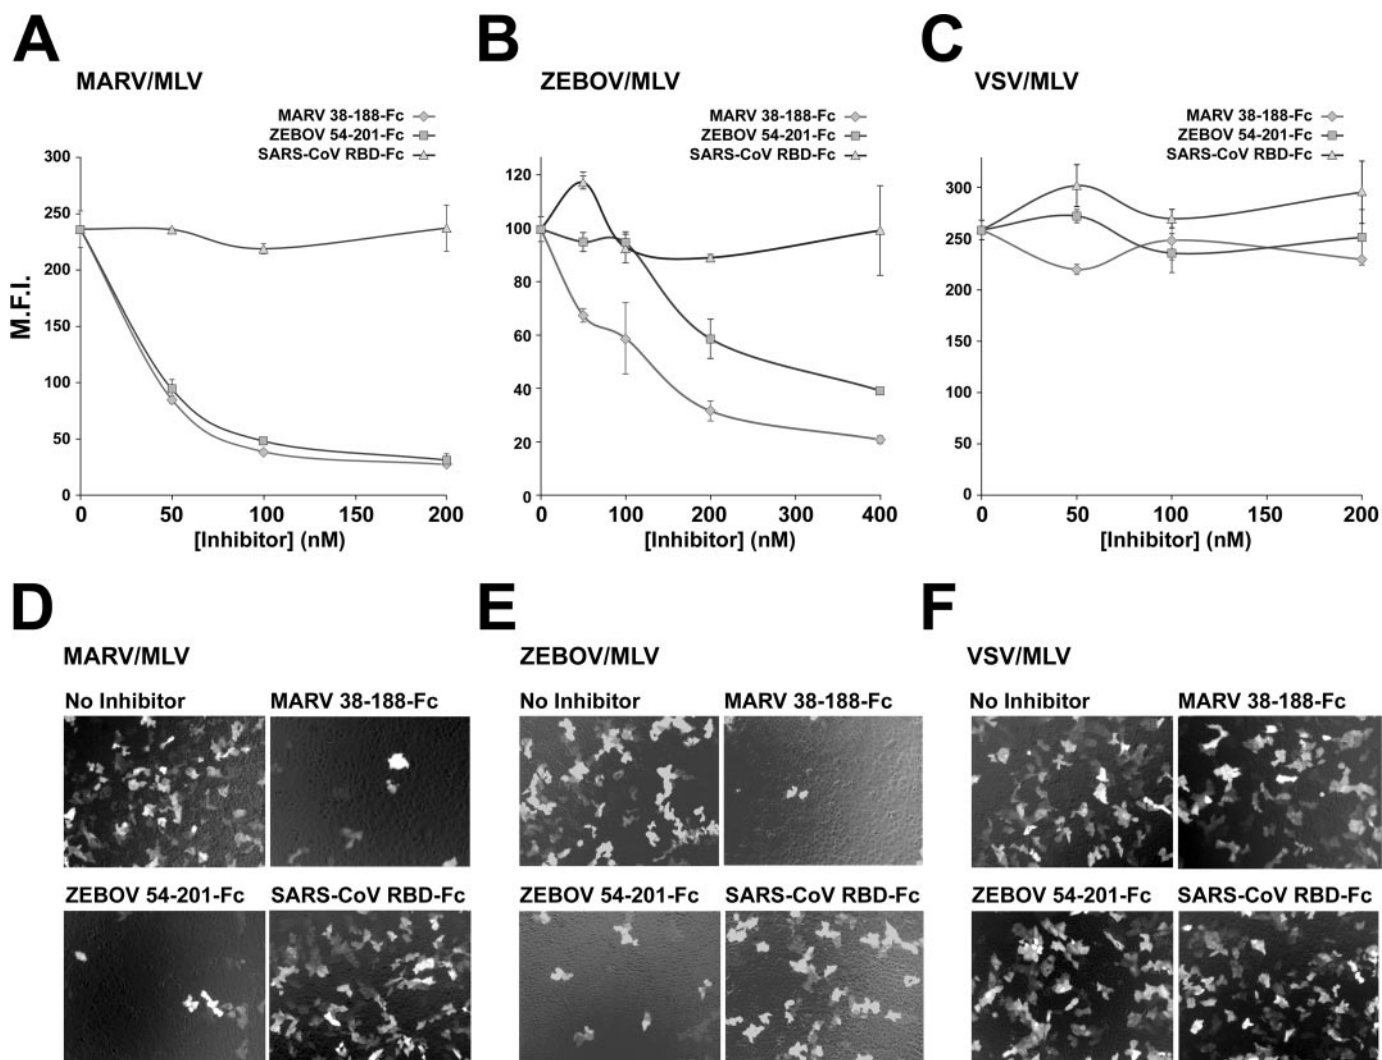 A
MARV/MLV
MARV 38-188-Fc
ZEBOV 54-201-Fc
SARS-CoV RBD-Fc
M.F.I.
300
250
200
150
100
50
0
0 50 100 150 200
[Inhibitor] (nM)
B
ZEBOV/MLV
MARV 38-188-Fc
ZEBOV 54-201-Fc
SARS-CoV RBD-Fc
120
100
80
60
40
20
0
0 100 200 300 400
[Inhibitor] (nM)
C
VSV/MLV
MARV 38-188-Fc
ZEBOV 54-201-Fc
SARS-CoV RBD-Fc
300
250
200
150
100
50
0
0 50 100 150 200
[Inhibitor] (nM)
D
MARV/MLV
No Inhibitor MARV 38-188-Fc
ZEBOV 54-201-Fc SARS-CoV RBD-Fc
E
ZEBOV/MLV
No Inhibitor MARV 38-188-Fc
ZEBOV 54-201-Fc SARS-CoV RBD-Fc
F
VSV/MLV
No Inhibitor MARV 38-188-Fc
ZEBOV 54-201-Fc SARS-CoV RBD-Fc